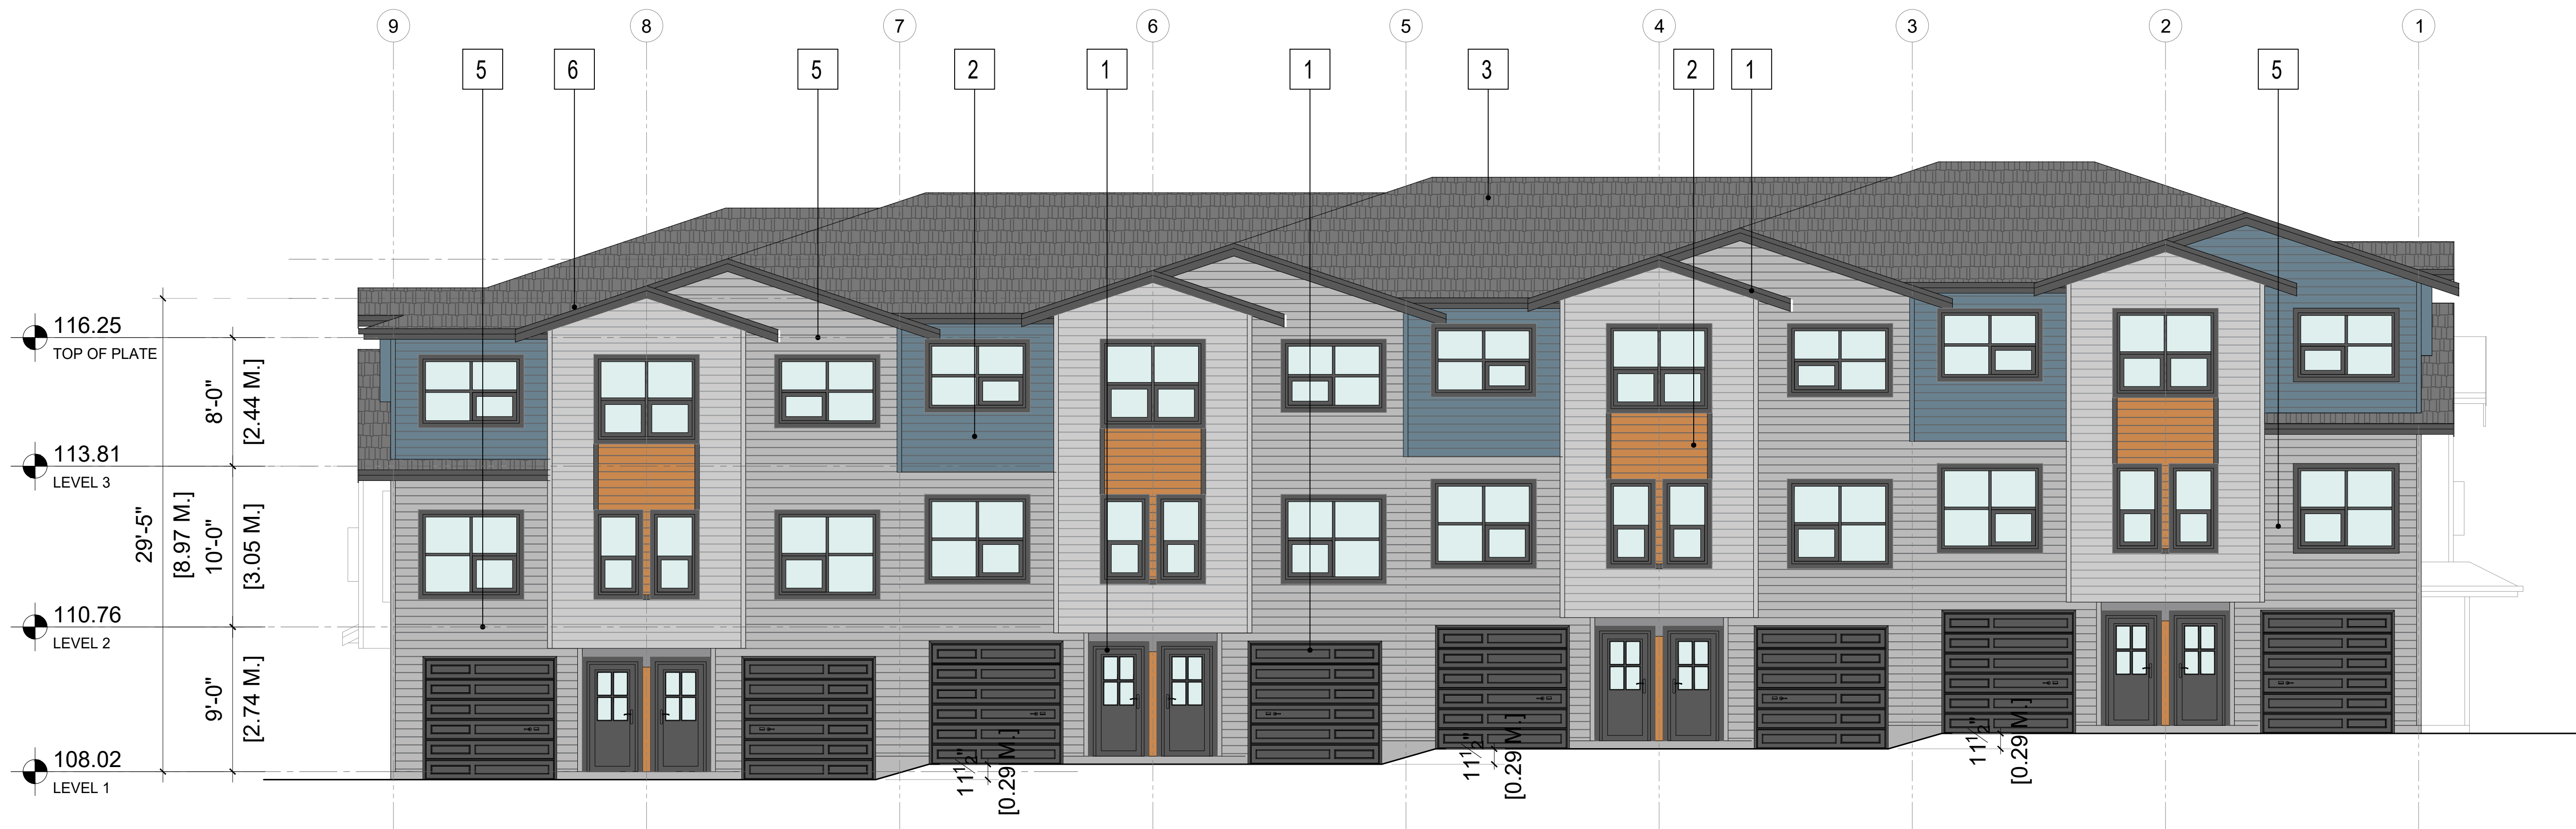 9 8 7 6 5 4 3 2 1
5 6 5 2 1 1 3 2 1 5
116.25
TOP OF PLATE
8'-0"
[2.44 M.]
113.81
LEVEL 3
29'-5"
[8.97 M.]
10'-0"
[3.05 M.]
110.76
LEVEL 2
9'-0"
[2.74 M.]
108.02
LEVEL 1
11 1/2"
[0.29 M.]
11 1/2"
[0.29 M.]
11 1/2"
[0.29 M.]